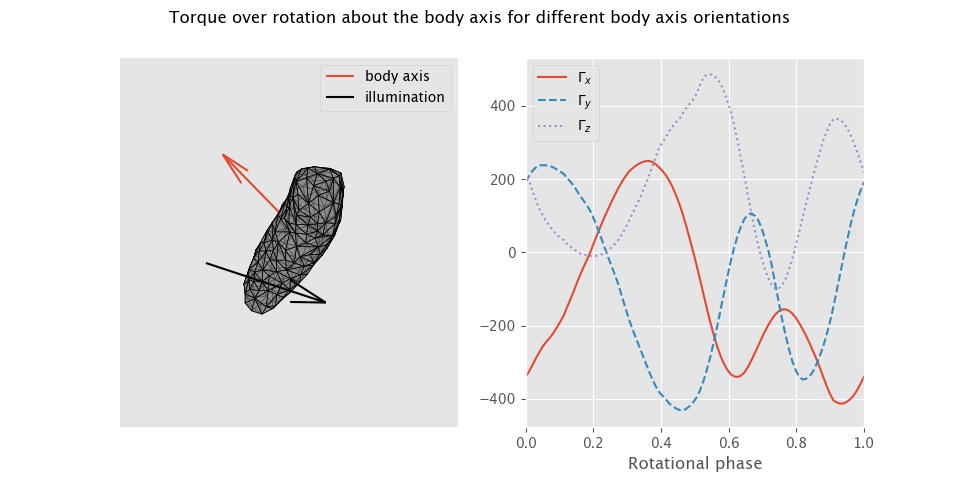 Torque over rotation about the body axis for different body axis orientations
body axis
illumination
Γx
Γy
Γz
400
200
0
−200
−400
0.0 0.2 0.4 0.6 0.8 1.0
Rotational phase